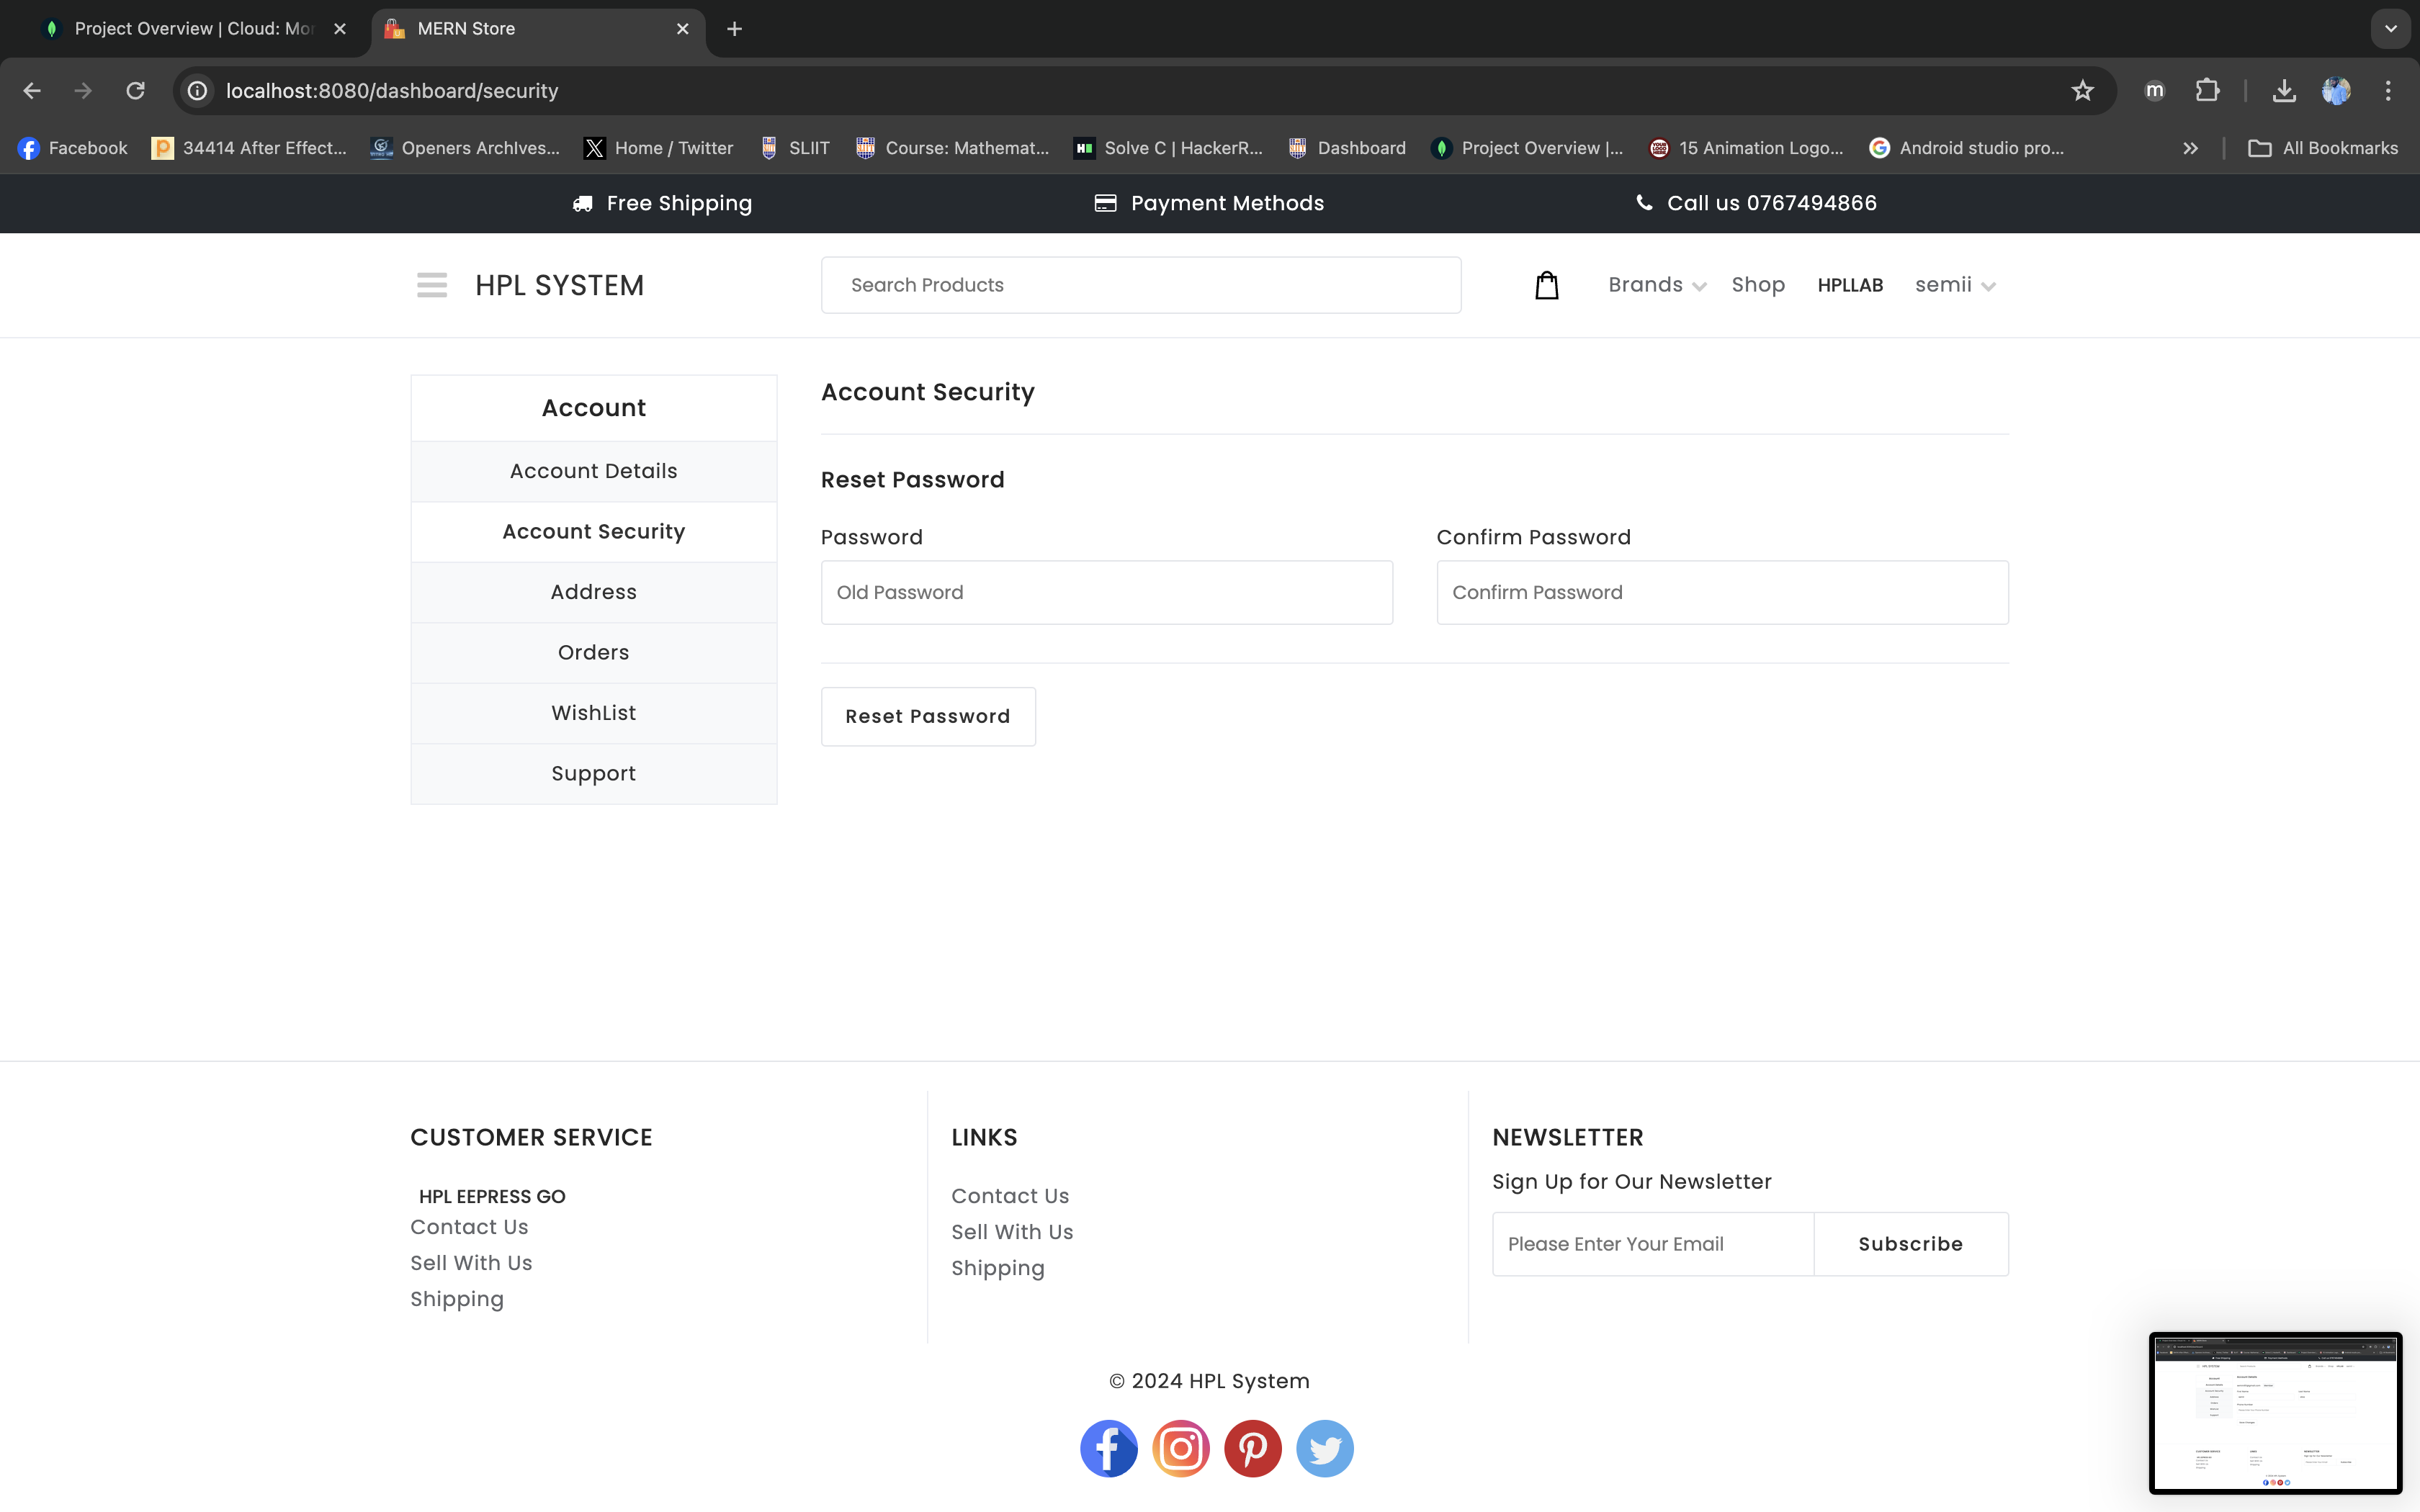 Project Overview | Cloud: Mon
MERN Store
localhost:8080/dashboard/security
m
Facebook
34414 After Effect...
Openers ArchIves...
Home / Twitter
SLIIT
Course: Mathemat...
Solve C | HackerR...
Dashboard
Project Overview |...
15 Animation Logo...
Android studio pro...
All Bookmarks
Free Shipping
Payment Methods
Call us 0767494866
HPL SYSTEM
Search Products
Brands
Shop
HPLLAB
semii
Account
Account Details
Account Security
Address
Orders
WishList
Support
Account Security
Reset Password
Password
Confirm Password
Old Password
Confirm Password
Reset Password
CUSTOMER SERVICE
HPL EEPRESS GO
Contact Us
Sell With Us
Shipping
LINKS
Contact Us
Sell With Us
Shipping
NEWSLETTER
Sign Up for Our Newsletter
Please Enter Your Email
Subscribe
© 2024 HPL System